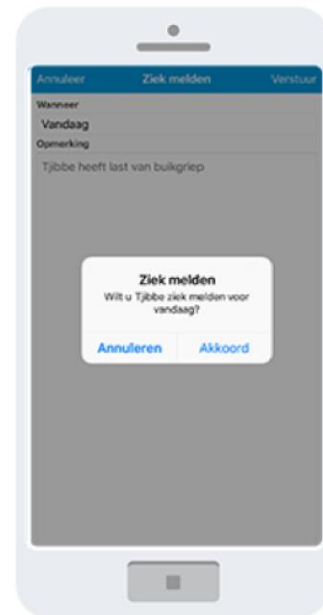 Annuleer Ziek melden Verstuur
Wanneer
Vandaag
Opmerking
Tjibbe heeft last van buikgriep
Ziek melden
Wilt u Tjibbe ziek melden voor
vandaag?
Annuleren Akkoord